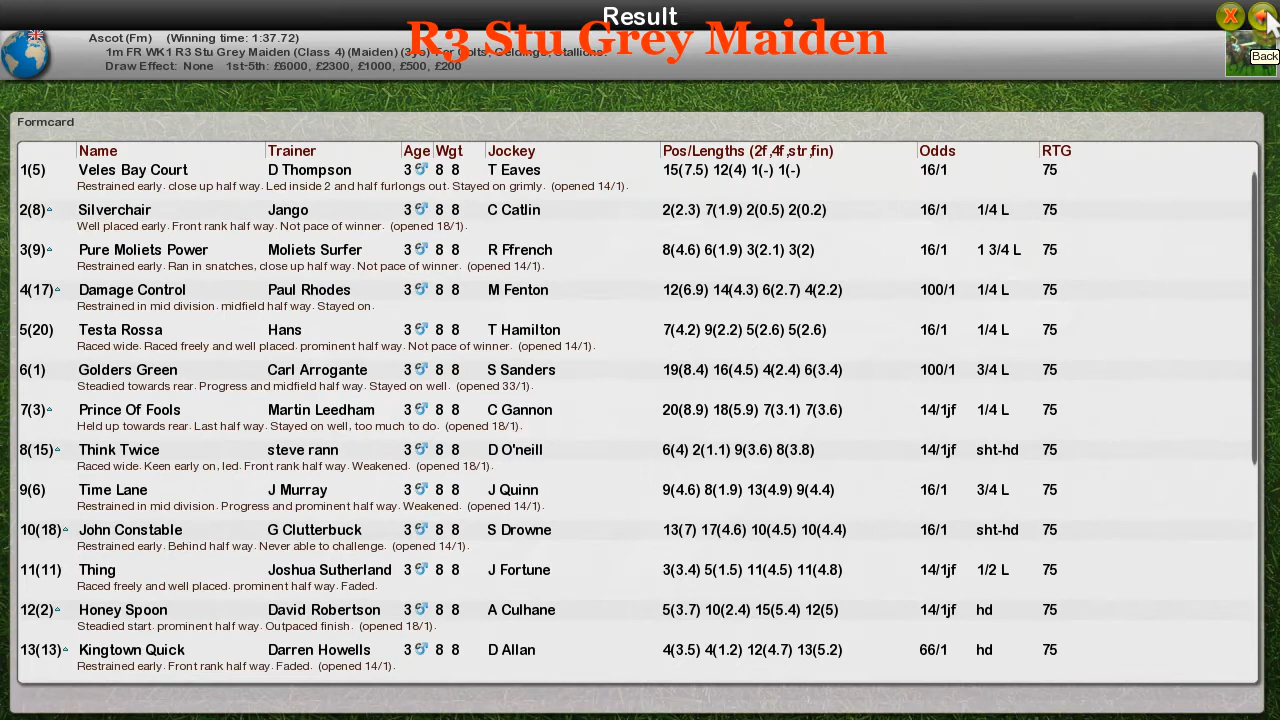 Result
R3 Stu Grey Maiden
Ascot (Fm) (Winning time: 1:37.72)
1m FR WK1 R3 Stu Grey Maiden (Class 4) (Maiden) (3yo) For Colts, Geldings, Stallions.
Draw Effect: None 1st-5th: £6000, £2300, £1000, £500, £200
Back
Formcard
Name Trainer Age Wgt Jockey Pos/Lengths (2f,4f,str,fin) Odds RTG
1(5) Veles Bay Court D Thompson 3 8 8 T Eaves 15(7.5) 12(4) 1(-) 1(-) 16/1 75
Restrained early. close up half way. Led inside 2 and half furlongs out. Stayed on grimly. (opened 14/1).
2(8) Silverchair Jango 3 8 8 C Catlin 2(2.3) 7(1.9) 2(0.5) 2(0.2) 16/1 1/4 L 75
Well placed early. Front rank half way. Not pace of winner. (opened 18/1).
3(9) Pure Moliets Power Moliets Surfer 3 8 8 R Ffrench 8(4.6) 6(1.9) 3(2.1) 3(2) 16/1 1 3/4 L 75
Restrained early. Ran in snatches, close up half way. Not pace of winner. (opened 14/1).
4(17) Damage Control Paul Rhodes 3 8 8 M Fenton 12(6.9) 14(4.3) 6(2.7) 4(2.2) 100/1 1/4 L 75
Restrained in mid division. midfield half way. Stayed on.
5(20) Testa Rossa Hans 3 8 8 T Hamilton 7(4.2) 9(2.2) 5(2.6) 5(2.6) 16/1 1/4 L 75
Raced wide. Raced freely and well placed. prominent half way. Not pace of winner. (opened 14/1).
6(1) Golders Green Carl Arrogante 3 8 8 S Sanders 19(8.4) 16(4.5) 4(2.4) 6(3.4) 100/1 3/4 L 75
Steadied towards rear. Progress and midfield half way. Stayed on well. (opened 33/1).
7(3) Prince Of Fools Martin Leedham 3 8 8 C Gannon 20(8.9) 18(5.9) 7(3.1) 7(3.6) 14/1jf 1/4 L 75
Held up towards rear. Last half way. Stayed on well, too much to do. (opened 18/1).
8(15) Think Twice steve rann 3 8 8 D O'neill 6(4) 2(1.1) 9(3.6) 8(3.8) 14/1jf sht-hd 75
Raced wide. Keen early on, led. Front rank half way. Weakened. (opened 18/1).
9(6) Time Lane J Murray 3 8 8 J Quinn 9(4.6) 8(1.9) 13(4.9) 9(4.4) 16/1 3/4 L 75
Restrained in mid division. Progress and prominent half way. Weakened. (opened 14/1).
10(18) John Constable G Clutterbuck 3 8 8 S Drowne 13(7) 17(4.6) 10(4.5) 10(4.4) 16/1 sht-hd 75
Restrained early. Behind half way. Never able to challenge. (opened 14/1).
11(11) Thing Joshua Sutherland 3 8 8 J Fortune 3(3.4) 5(1.5) 11(4.5) 11(4.8) 14/1jf 1/2 L 75
Raced freely and well placed. prominent half way. Faded.
12(2) Honey Spoon David Robertson 3 8 8 A Culhane 5(3.7) 10(2.4) 15(5.4) 12(5) 14/1jf hd 75
Steadied start. prominent half way. Outpaced finish. (opened 18/1).
13(13) Kingtown Quick Darren Howells 3 8 8 D Allan 4(3.5) 4(1.2) 12(4.7) 13(5.2) 66/1 hd 75
Restrained early. Front rank half way. Faded. (opened 14/1).